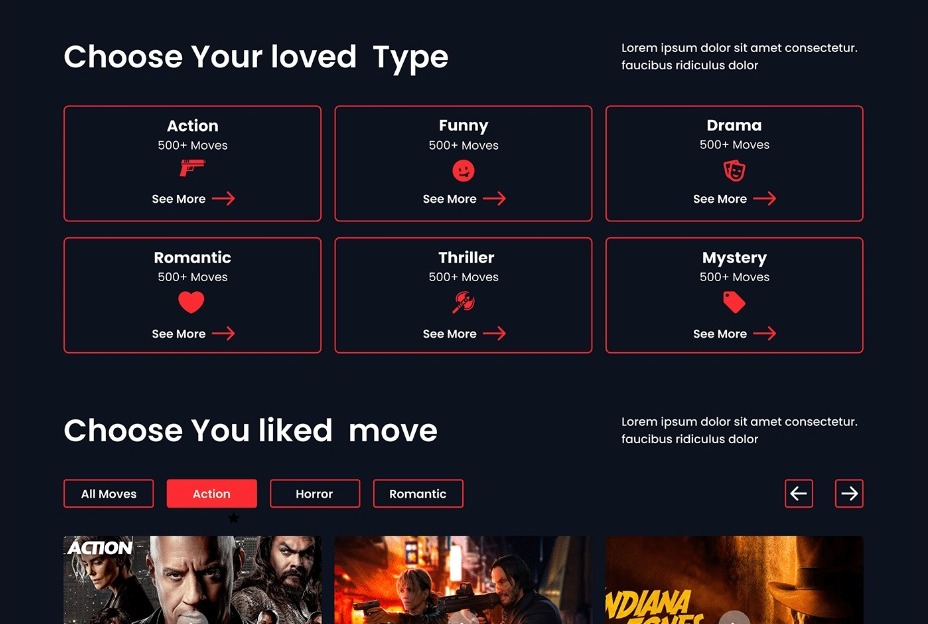 Choose Your loved Type
Lorem ipsum dolor sit amet consectetur.
faucibus ridiculus dolor
Action
500+ Moves
See More
Funny
500+ Moves
See More
Drama
500+ Moves
See More
Romantic
500+ Moves
See More
Thriller
500+ Moves
See More
Mystery
500+ Moves
See More
Choose You liked move
Lorem ipsum dolor sit amet consectetur.
faucibus ridiculus dolor
All Moves
Action
Horror
Romantic
ACTION
INDIANA
JONES